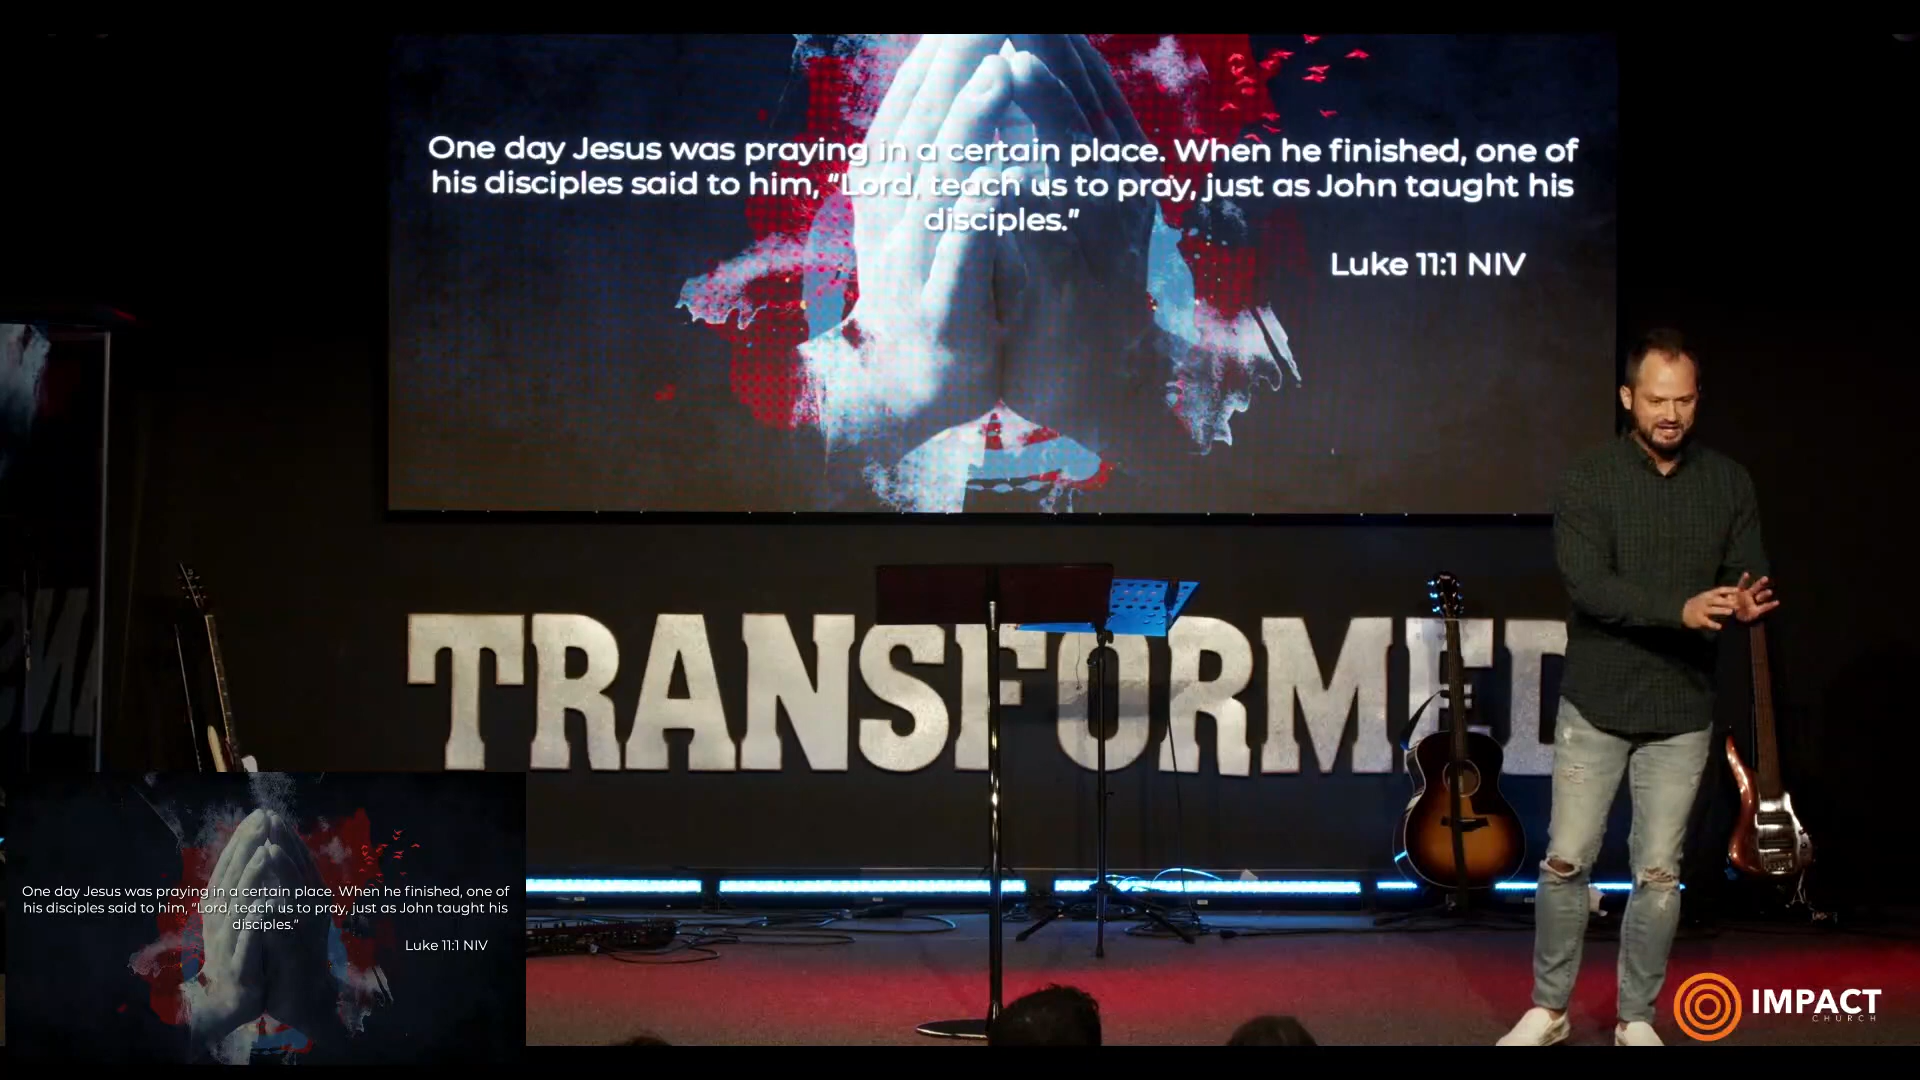 One day Jesus was praying in a certain place. When he finished, one of
his disciples said to him, “Lord, teach us to pray, just as John taught his
disciples.”
Luke 11:1 NIV
TRANSFORMED
One day Jesus was praying in a certain place. When he finished, one of
his disciples said to him, “Lord, teach us to pray, just as John taught his
disciples.”
Luke 11:1 NIV
IMPACT
CHURCH